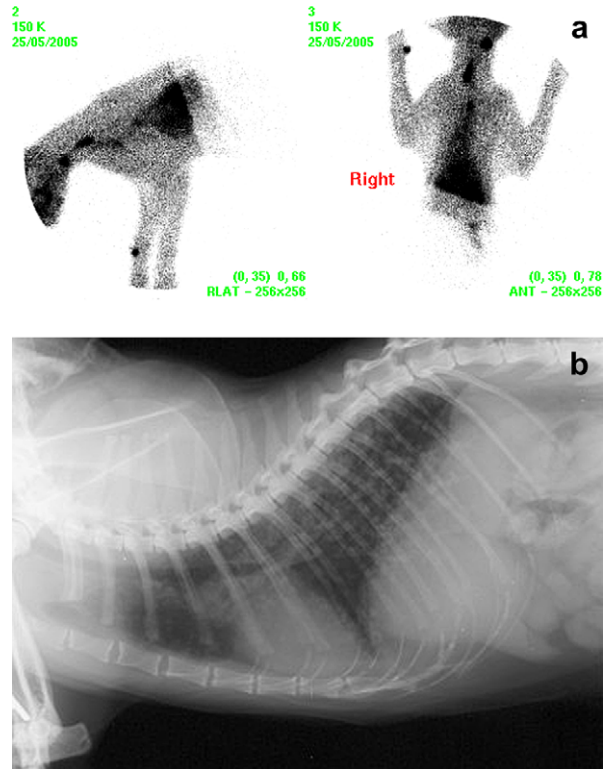 2
150 K
25/05/2005
3
150 K
25/05/2005
a
Right
(0, 35) 0, 66
RLAT - 256x256
(0, 35) 0, 78
ANT - 256x256
b